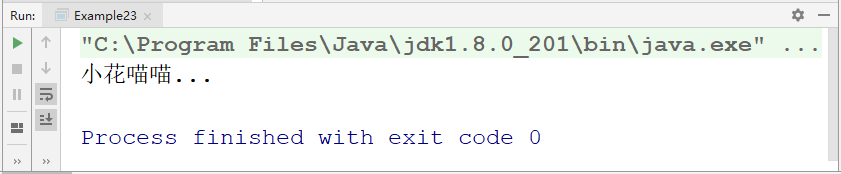 Run: Example23
"C:\Program Files\Java\jdk1.8.0_201\bin\java.exe" ...
小花喵喵...
Process finished with exit code 0